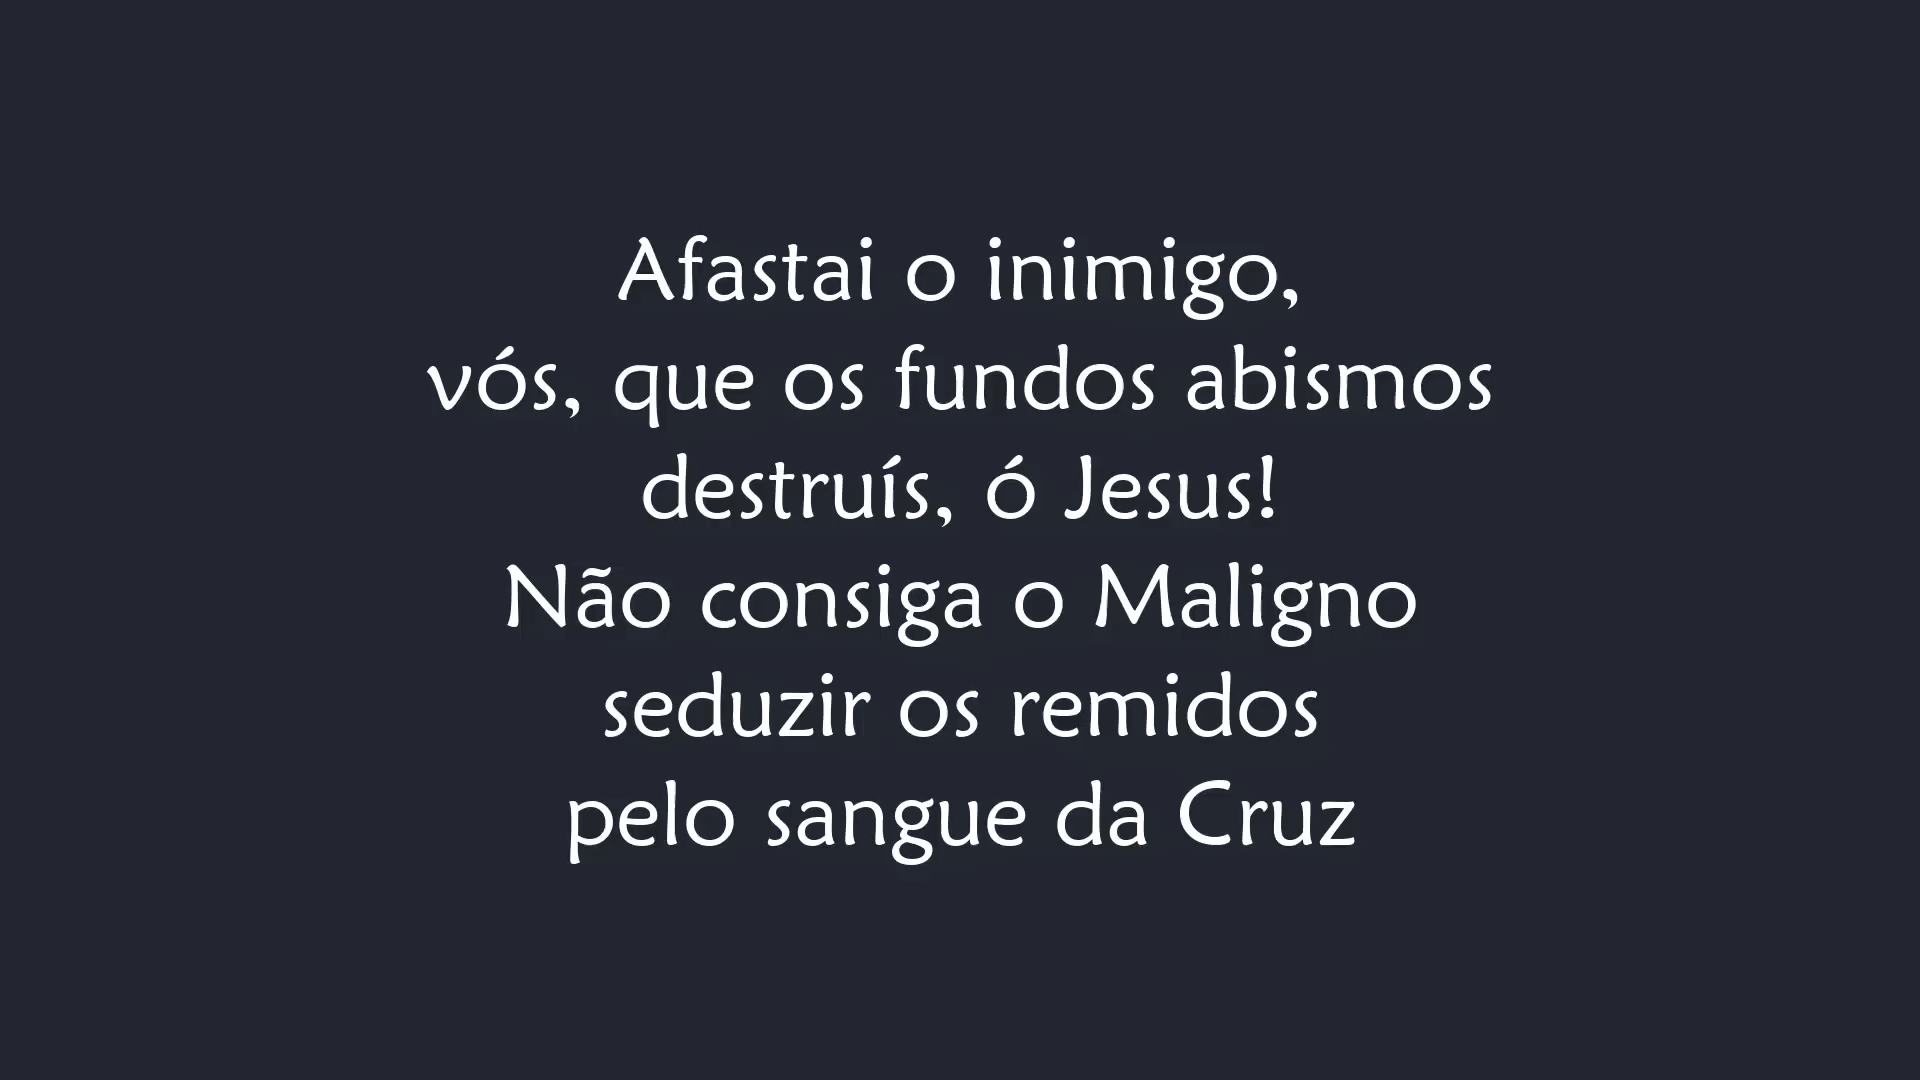 Afastai o inimigo,
vós, que os fundos abismos
destruís, ó Jesus!
Não consiga o Maligno
seduzir os remidos
pelo sangue da Cruz